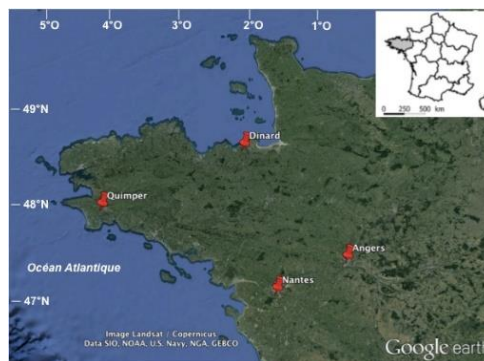 5°O 4°O 2°O 1°O
0 250 500 km
49°N
Dinard
Quimper
48°N
Angers
Océan Atlantique
Nantes
47°N
Image Landsat / Copernicus
Data SIO, NOAA, U.S. Navy, NGA, GEBCO
Google earth